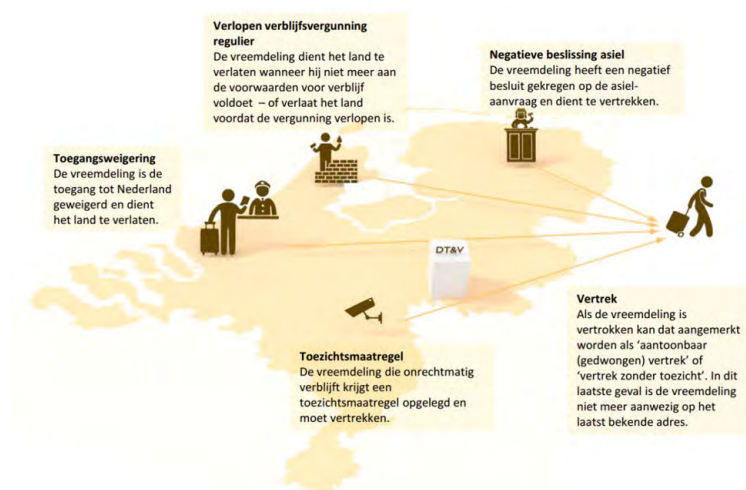 Verlopen verblijfsvergunning
regulier
De vreemdeling dient het land te
verlaten wanneer hij niet meer aan
de voorwaarden voor verblijf
voldoet – of verlaat het land
voordat de vergunning verlopen is.
Negatieve beslissing asiel
De vreemdeling heeft een negatief
besluit gekregen op de asiel-
aanvraag en dient te vertrekken.
Toegangsweigering
De vreemdeling is de
toegang tot Nederland
geweigerd en dient
het land te verlaten.
DT&V
Toezichtsmaatregel
De vreemdeling die onrechtmatig
verblijft krijgt een
toezichtsmaatregel opgelegd en
moet vertrekken.
Vertrek
Als de vreemdeling is
vertrokken kan dat aangemerkt
worden als ‘aantoonbaar
(gedwongen) vertrek’ of
‘vertrek zonder toezicht’. In dit
laatste geval is de vreemdeling
niet meer aanwezig op het
laatst bekende adres.